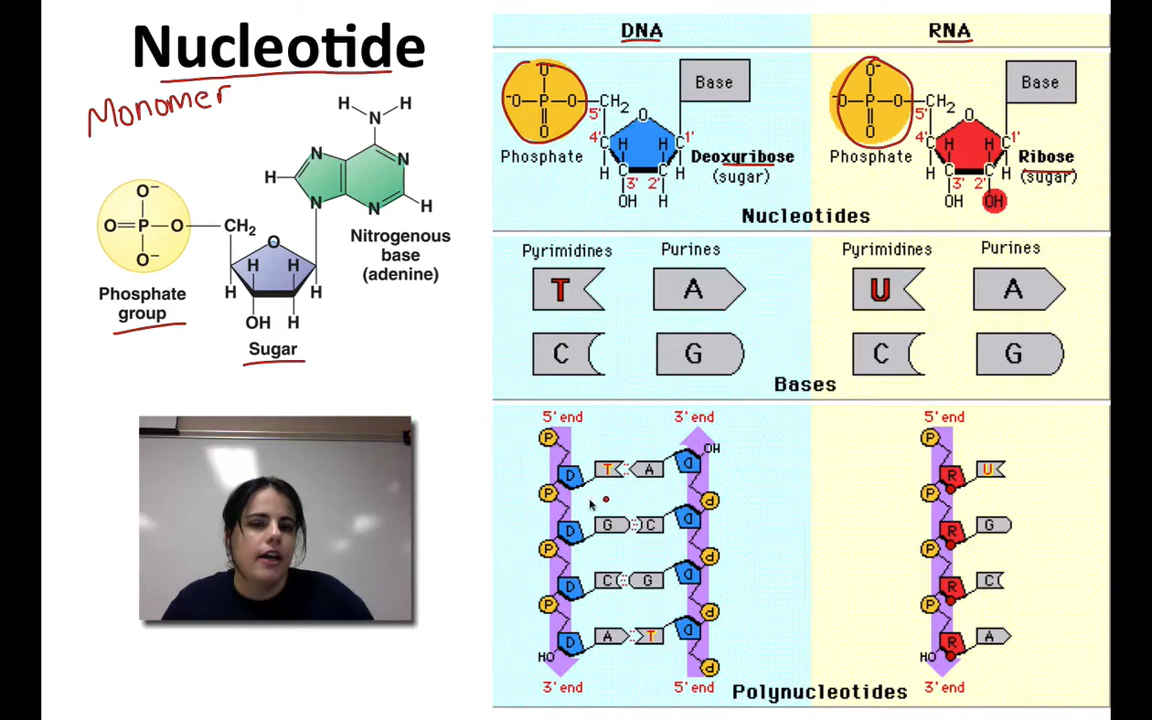 Nucleotide
Monomer
H H
N
N N
H
N N H
O⁻
O=P—O—CH₂
O⁻
O
H H
H H
OH H
Nitrogenous
base
(adenine)
Phosphate
group
Sugar
DNA
O⁻
⁻O—P—O—CH₂
O
Base
5'
O
4' 1'
H H
H H
C C C C
3' 2'
OH H
Phosphate
Deoxyribose
(sugar)
RNA
O⁻
⁻O—P—O—CH₂
O
Base
5'
O
4' 1'
H H
H H
C C C C
3' 2'
OH OH
Phosphate
Ribose
(sugar)
Nucleotides
Pyrimidines Purines
T A
C G
Pyrimidines Purines
U A
C G
Bases
5' end 3' end
P OH
D T A D
P P
D G C D
P P
D C G D
P P
D A T D
HO P
3' end 5' end
5' end
P
R U
P
R G
P
R C
P
R A
HO
3' end
Polynucleotides